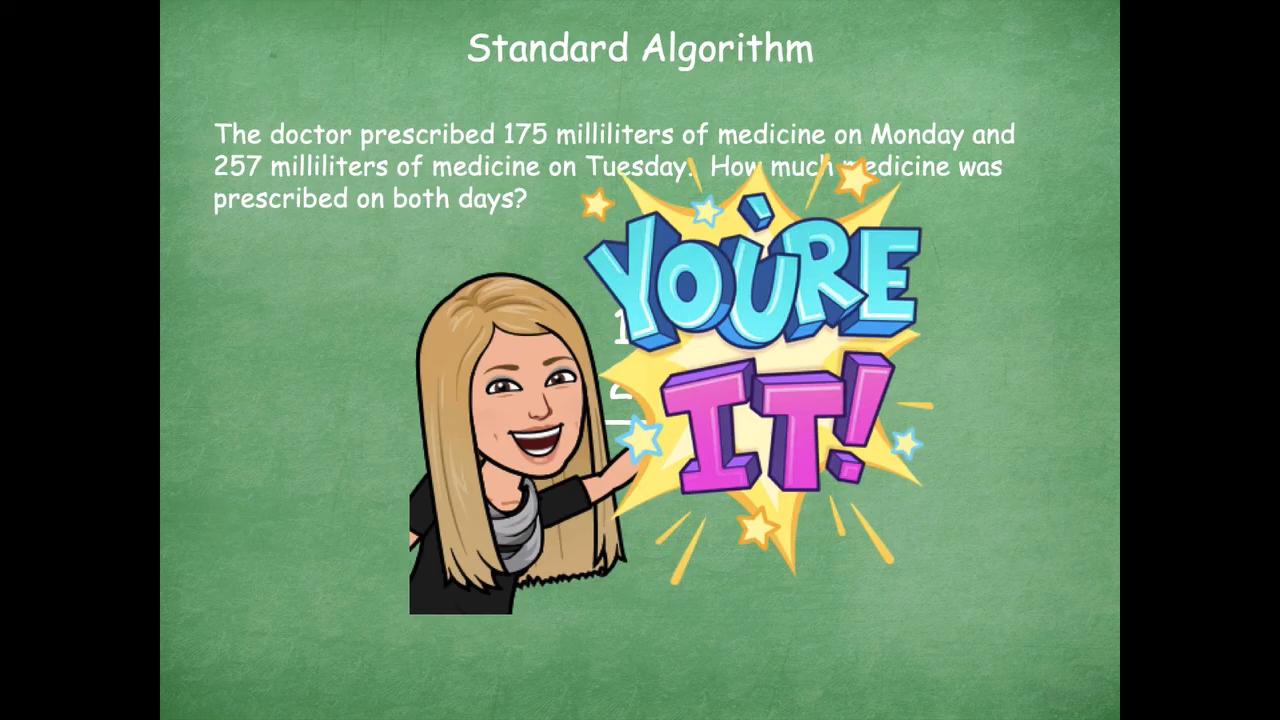 Standard Algorithm
The doctor prescribed 175 milliliters of medicine on Monday and
257 milliliters of medicine on Tuesday. How much medicine was
prescribed on both days?
YOU'RE
IT!